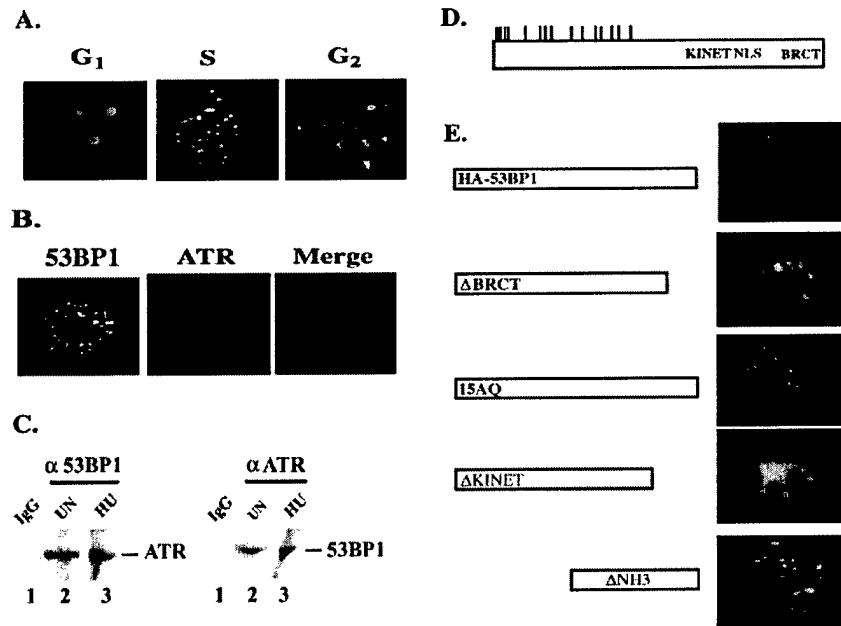 A.
G1 S G2
B.
53BP1 ATR Merge
C.
α 53BP1
IgG UN HU
ATR
1 2 3
α ATR
IgG UN HU
53BP1
1 2 3
D.
KINET NLS BRCT
E.
HA-53BP1
ΔBRCT
15AQ
ΔKINET
ΔNH3